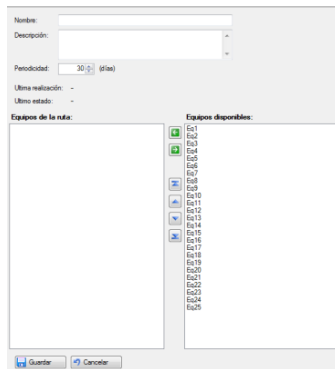 Nombre:
Descripción:
Periodicidad: 30 (días)
Ultima realización: -
Ultimo estado: -
Equipos de la ruta:
Equipos disponibles:
Eq1
Eq2
Eq3
Eq4
Eq5
Eq6
Eq7
Eq8
Eq9
Eq10
Eq11
Eq12
Eq13
Eq14
Eq15
Eq16
Eq17
Eq18
Eq19
Eq20
Eq21
Eq22
Eq23
Eq24
Eq25
Guardar
Cancelar